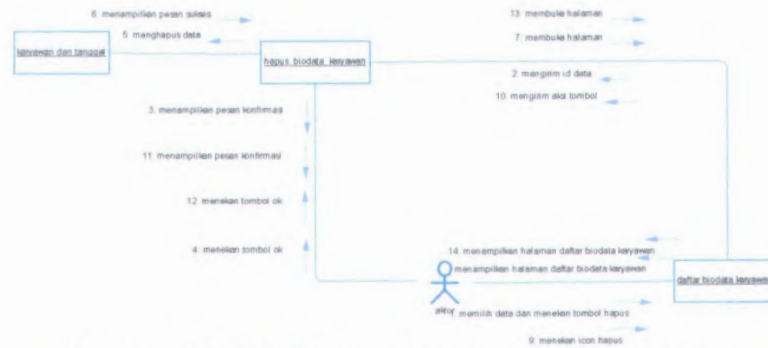 6: menampilkan pesan sukses
5: menghapus data
karyawan dan tanggal
hapus_biodata_karyawan
13: membuka halaman
7: membuka halaman
2: mengirim id data
10: mengirim aksi tombol
3: menampilkan pesan konfirmasi
11: menampilkan pesan konfirmasi
12: menekan tombol ok
4: menekan tombol ok
14: menampilkan halaman daftar biodata karyawan
menampilkan halaman daftar biodata karyawan
daftar biodata karyawan
aktor
memilih data dan menekan tombol hapus
9: menekan icon hapus